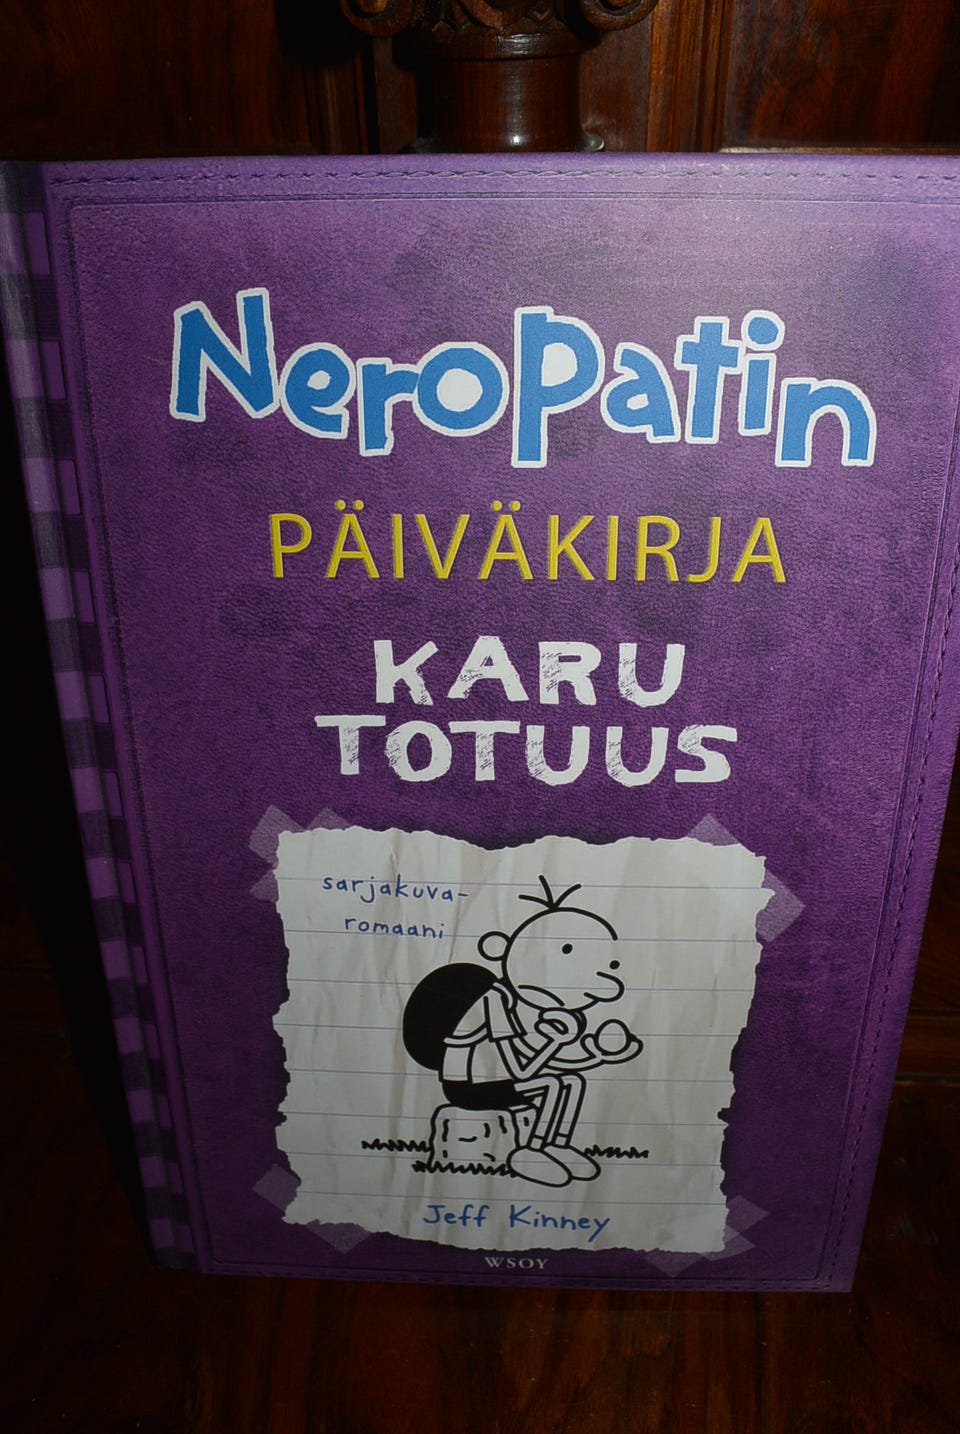 Neropatin
PÄIVÄKIRJA
KARU
TOTUUS
sarjakuva-
romaani
Jeff Kinney
WSOY